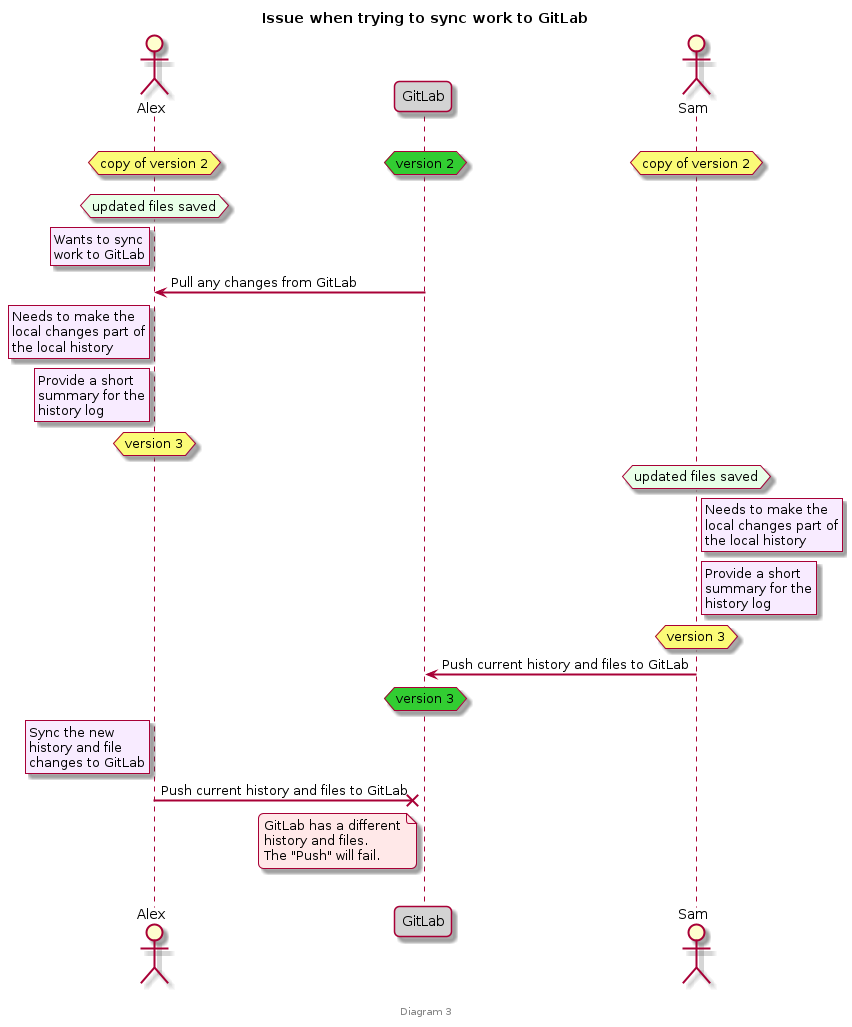 Issue when trying to sync work to GitLab
Alex
GitLab
Sam
copy of version 2
version 2
copy of version 2
updated files saved
Wants to sync
work to GitLab
Pull any changes from GitLab
Needs to make the
local changes part of
the local history
Provide a short
summary for the
history log
version 3
updated files saved
Needs to make the
local changes part of
the local history
Provide a short
summary for the
history log
version 3
Push current history and files to GitLab
version 3
Sync the new
history and file
changes to GitLab
Push current history and files to GitLab
GitLab has a different
history and files.
The "Push" will fail.
Alex
GitLab
Sam
Diagram 3